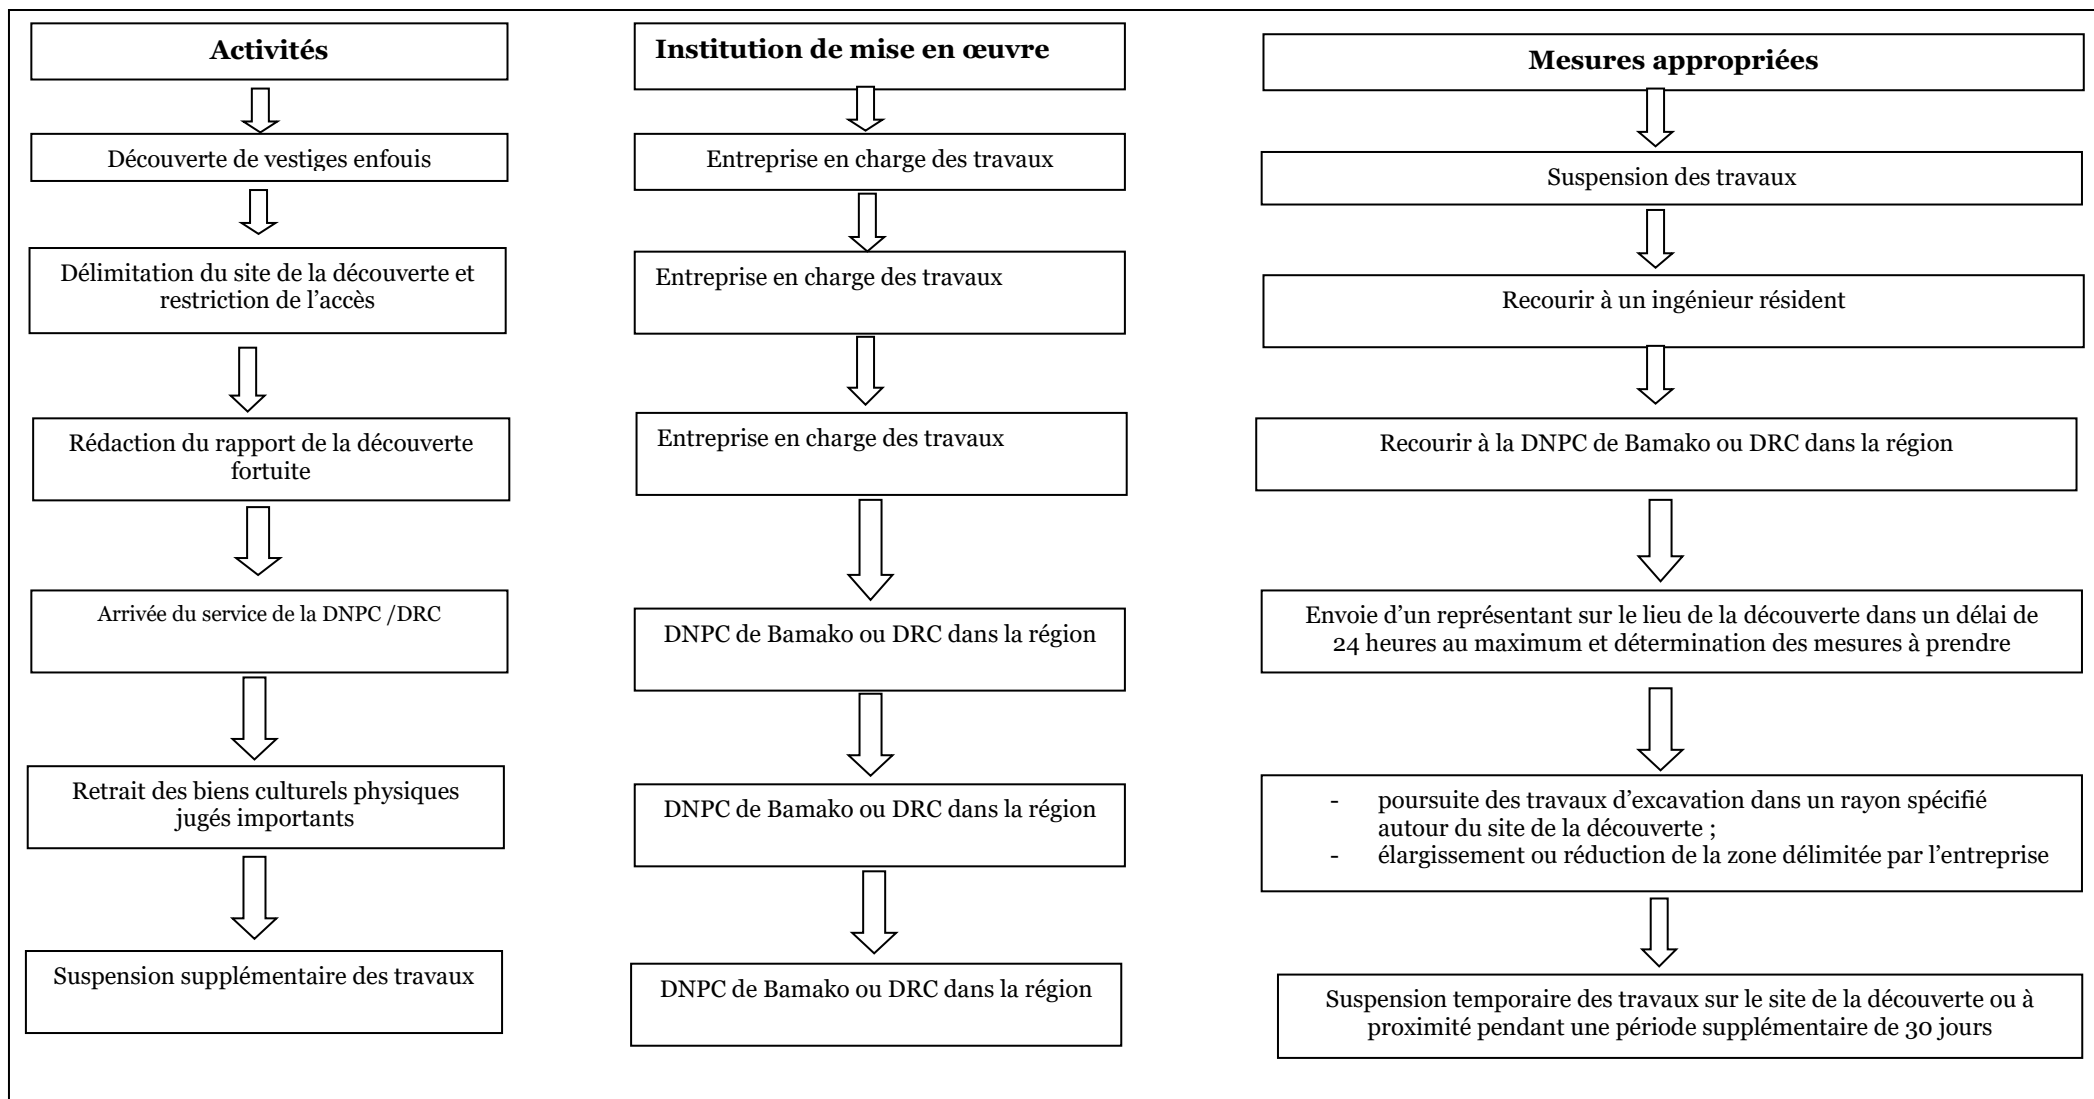 Activités
Institution de mise en œuvre
Mesures appropriées
Découverte de vestiges enfouis
Entreprise en charge des travaux
Suspension des travaux
Délimitation du site de la découverte et
restriction de l’accès
Entreprise en charge des travaux
Recourir à un ingénieur résident
Rédaction du rapport de la découverte
fortuite
Entreprise en charge des travaux
Recourir à la DNPC de Bamako ou DRC dans la région
Arrivée du service de la DNPC /DRC
DNPC de Bamako ou DRC dans la région
Envoie d’un représentant sur le lieu de la découverte dans un délai de
24 heures au maximum et détermination des mesures à prendre
Retrait des biens culturels physiques
jugés importants
DNPC de Bamako ou DRC dans la région
- poursuite des travaux d’excavation dans un rayon spécifié
autour du site de la découverte ;
- élargissement ou réduction de la zone délimitée par l’entreprise
Suspension supplémentaire des travaux
DNPC de Bamako ou DRC dans la région
Suspension temporaire des travaux sur le site de la découverte ou à
proximité pendant une période supplémentaire de 30 jours